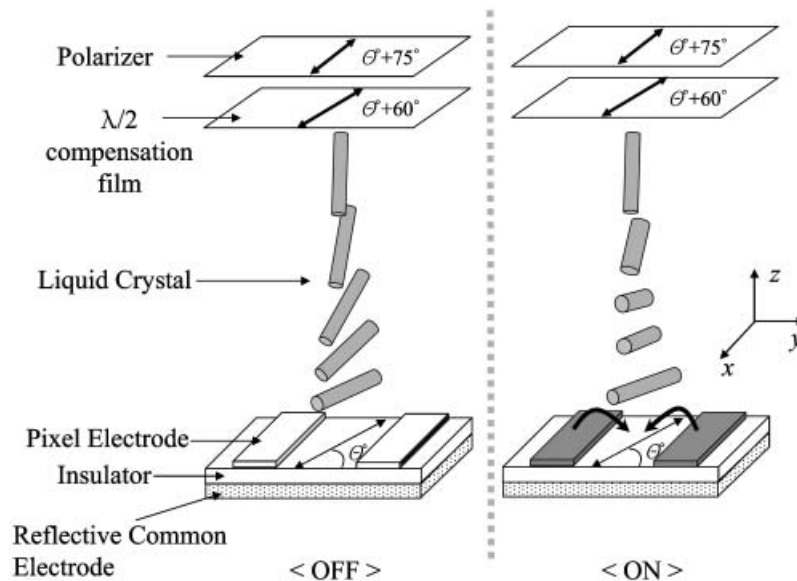 Polarizer
Θ°+75°
λ/2
compensation
film
Θ°+60°
Liquid Crystal
Pixel Electrode
Θ°
Insulator
Reflective Common
Electrode
< OFF >
Θ°+75°
Θ°+60°
z
y
x
Θ°
< ON >